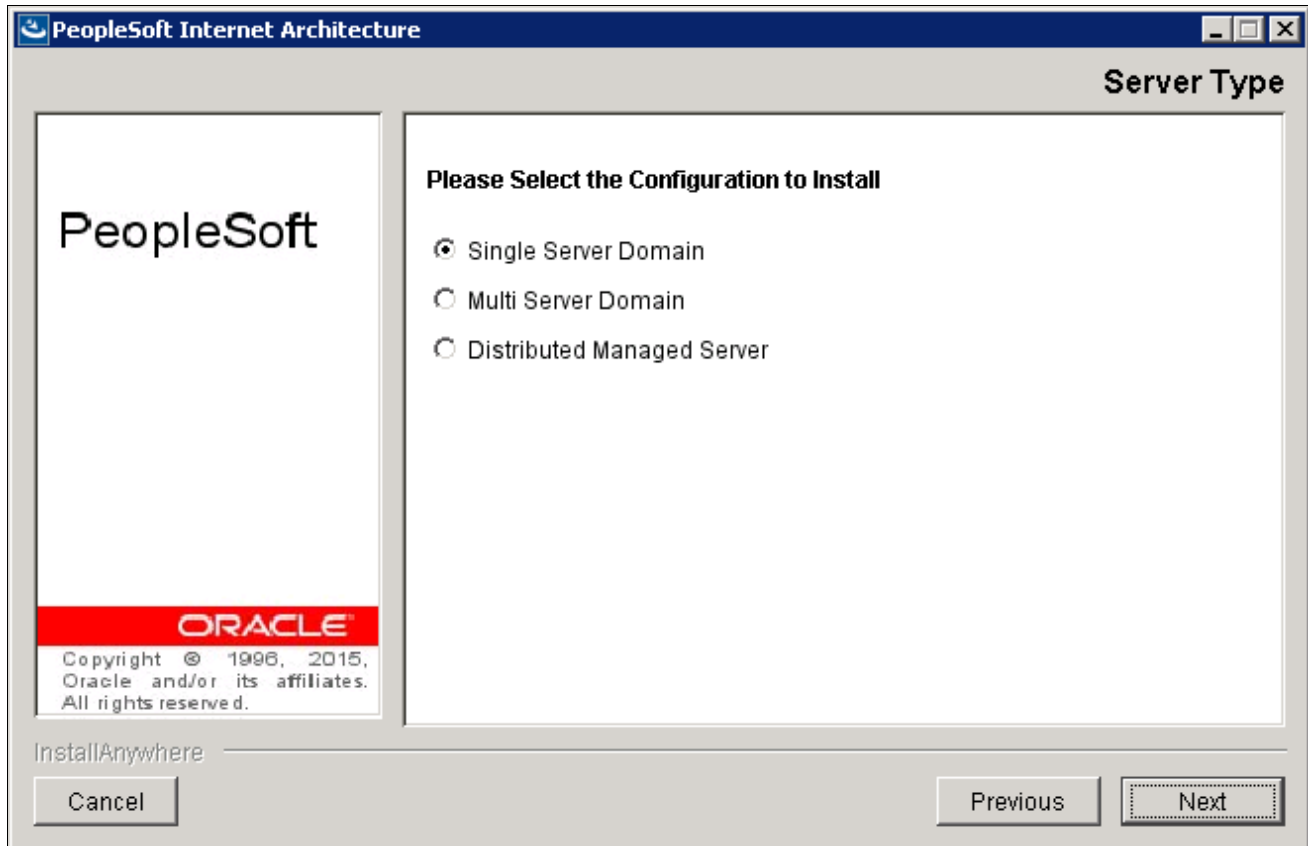 PeopleSoft Internet Architecture
Server Type
PeopleSoft
Please Select the Configuration to Install
Single Server Domain
Multi Server Domain
Distributed Managed Server
ORACLE
Copyright © 1996, 2015,
Oracle and/or its affiliates.
All rights reserved.
InstallAnywhere
Cancel
Previous
Next